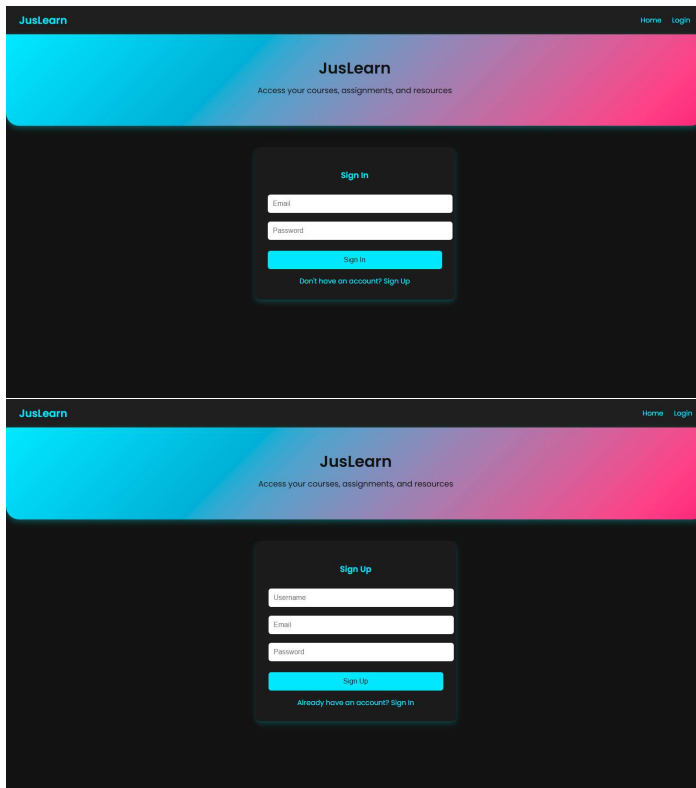 JusLearn
Home Login
JusLearn
Access your courses, assignments, and resources
Sign In
Email
Password
Sign In
Don't have an account? Sign Up
JusLearn
Home Login
JusLearn
Access your courses, assignments, and resources
Sign Up
Username
Email
Password
Sign Up
Already have an account? Sign In